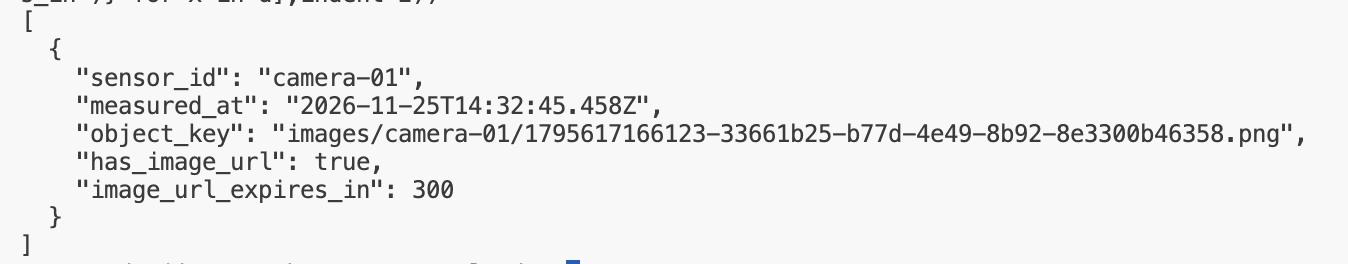 [
  {
    "sensor_id": "camera-01",
    "measured_at": "2026-11-25T14:32:45.458Z",
    "object_key": "images/camera-01/1795617166123-33661b25-b77d-4e49-8b92-8e3300b46358.png",
    "has_image_url": true,
    "image_url_expires_in": 300
  }
]